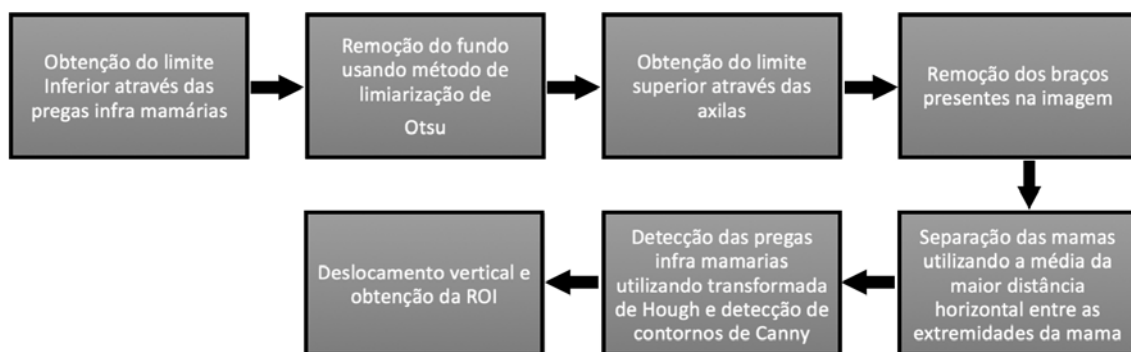 Obtenção do limite
Inferior através das
pregas infra mamárias
Remoção do fundo
usando método de
limiarização de
Otsu
Obtenção do limite
superior através das
axilas
Remoção dos braços
presentes na imagem
Separação das mamas
utilizando a média da
maior distância
horizontal entre as
extremidades da mama
Detecção das pregas
infra mamarias
utilizando transformada
de Hough e detecção de
contornos de Canny
Deslocamento vertical e
obtenção da ROI